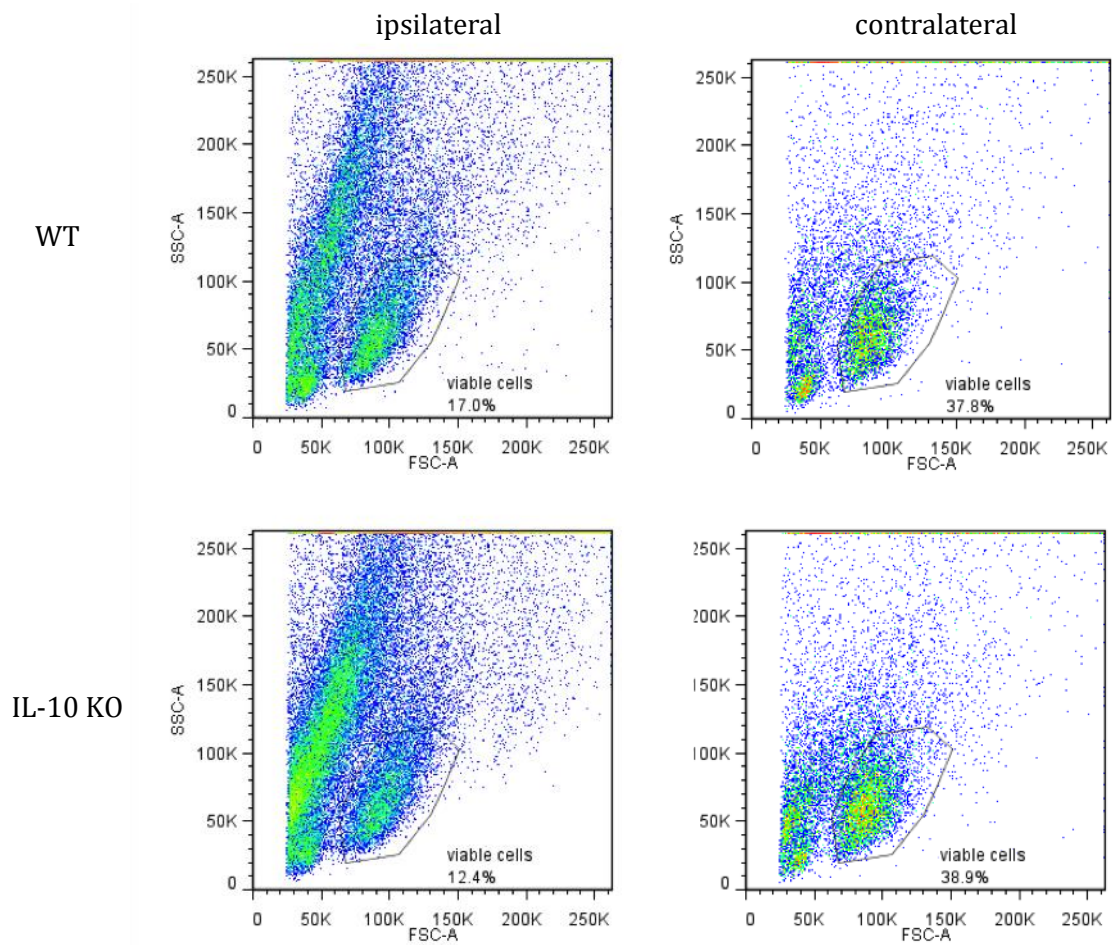 ipsilateral
contralateral
WT
250K
200K
150K
100K
50K
0
SSC-A
viable cells
17.0%
0 50K 100K 150K 200K 250K
FSC-A
250K
200K
150K
100K
50K
0
SSC-A
viable cells
37.8%
0 50K 100K 150K 200K 250K
FSC-A
IL-10 KO
250K
200K
150K
100K
50K
0
SSC-A
viable cells
12.4%
0 50K 100K 150K 200K 250K
FSC-A
250K
200K
150K
100K
50K
0
viable cells
38.9%
0 50K 100K 150K 200K 250K
FSC-A